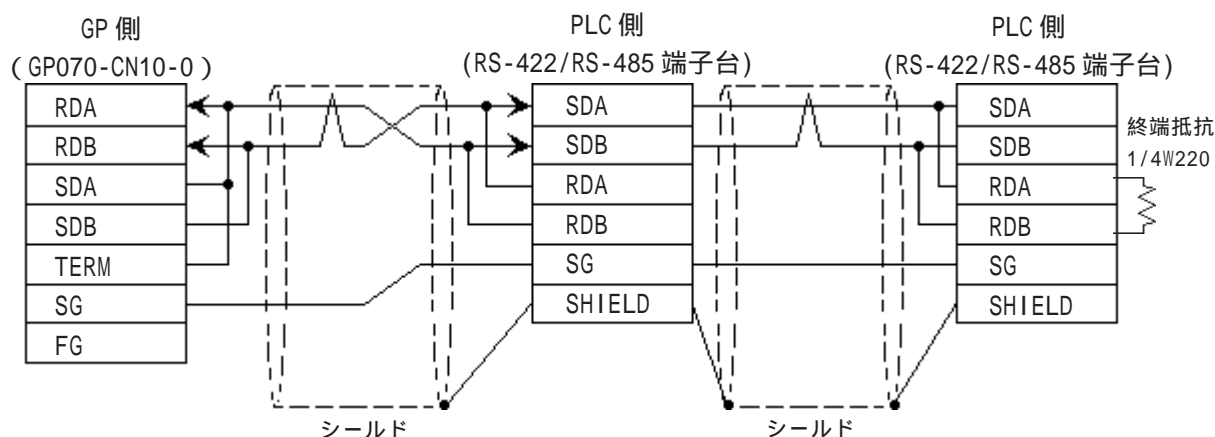 GP 側
(GP070-CN10-0)
RDA
RDB
SDA
SDB
TERM
SG
FG
シールド
PLC 側
(RS-422/RS-485 端子台)
SDA
SDB
RDA
RDB
SG
SHIELD
シールド
PLC 側
(RS-422/RS-485 端子台)
SDA
SDB
RDA
RDB
SG
SHIELD
終端抵抗
1/4W220